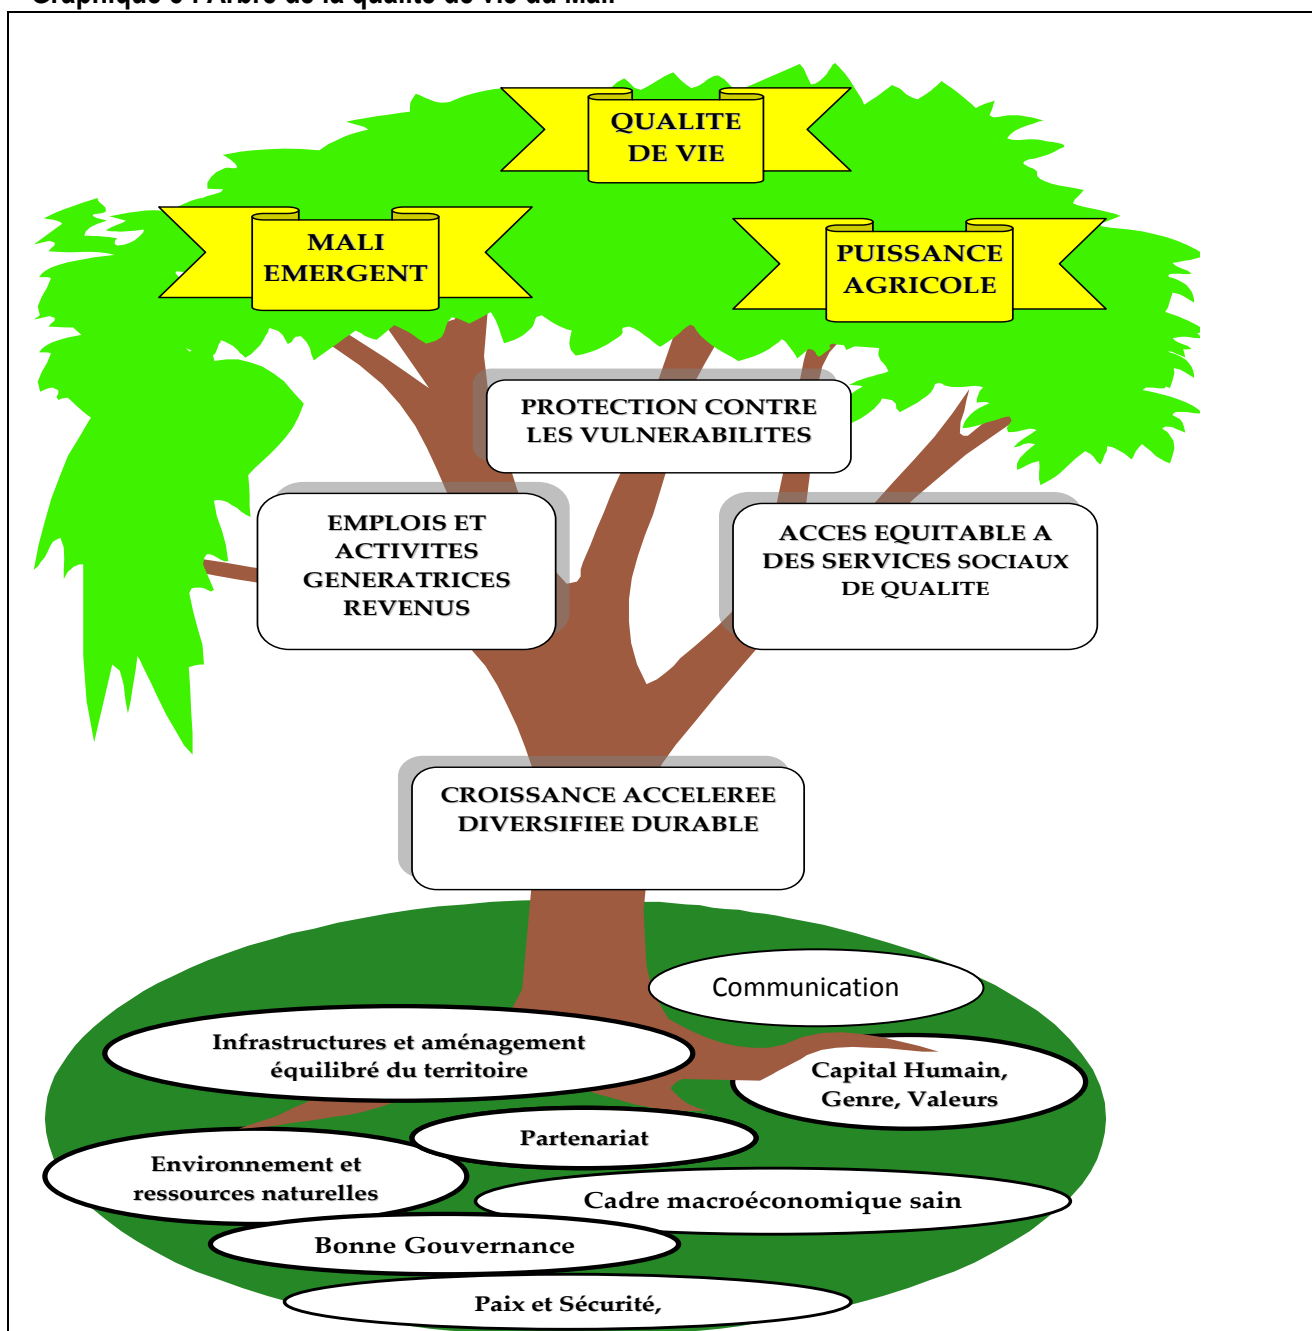 QUALITE
DE VIE
MALI
EMERGENT
PUISSANCE
AGRICOLE
PROTECTION CONTRE
LES VULNERABILITES
EMPLOIS ET
ACTIVITES
GENERATRICES
REVENUS
ACCES EQUITABLE A
DES SERVICES SOCIAUX
DE QUALITE
CROISSANCE ACCELEREE
DIVERSIFIEE DURABLE
Communication
Infrastructures et aménagement
équilibré du territoire
Capital Humain,
Genre, Valeurs
Partenariat
Environnement et
ressources naturelles
Cadre macroéconomique sain
Bonne Gouvernance
Paix et Sécurité,